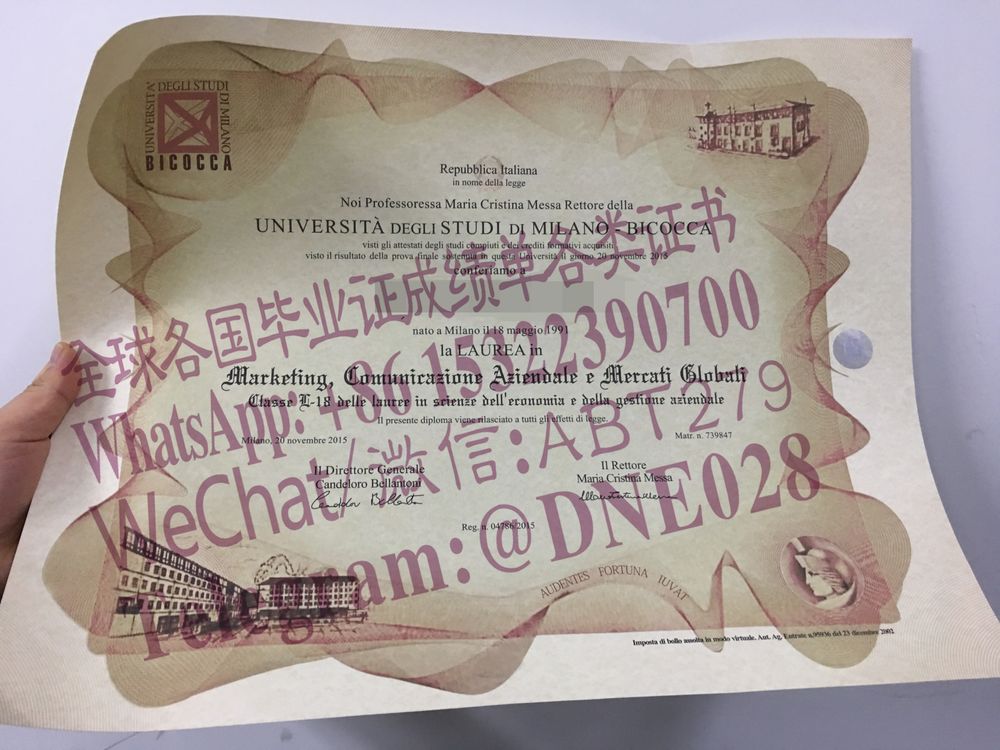 UNIVERSITA' DEGLI STUDI DI MILANO
BICOCCA
Repubblica Italiana
in nome della legge
Noi Professoressa Maria Cristina Messa Rettore della
UNIVERSITÀ DEGLI STUDI DI MILANO - BICOCCA
visti gli attestati degli studi compiuti e dei crediti formativi acquisiti
visto il risultato della prova finale sostenuta in questa Università il giorno 20 novembre 2015
conferiamo a
nato a Milano il 18 maggio 1991
la LAUREA in
Marketing, Comunicazione Aziendale e Mercati Globali
Classe L-18 delle lauree in scienze dell'economia e della gestione aziendale
Il presente diploma viene rilasciato a tutti gli effetti di legge.
Milano, 20 novembre 2015
Matr. n. 739847
Il Direttore Generale
Candeloro Bellantoni
Il Rettore
Maria Cristina Messa
Reg. n. 04786/2015
AUDENTES FORTUNA IUVAT
Imposta di bollo assolta in modo virtuale. Aut. Ag. Entrate n.95936 del 23 dicembre 2002
全球各国毕业证成绩单各类证书
WhatsApp:+86 15322390700
WeChat/微信:ABT279
Telegram:@DNE028